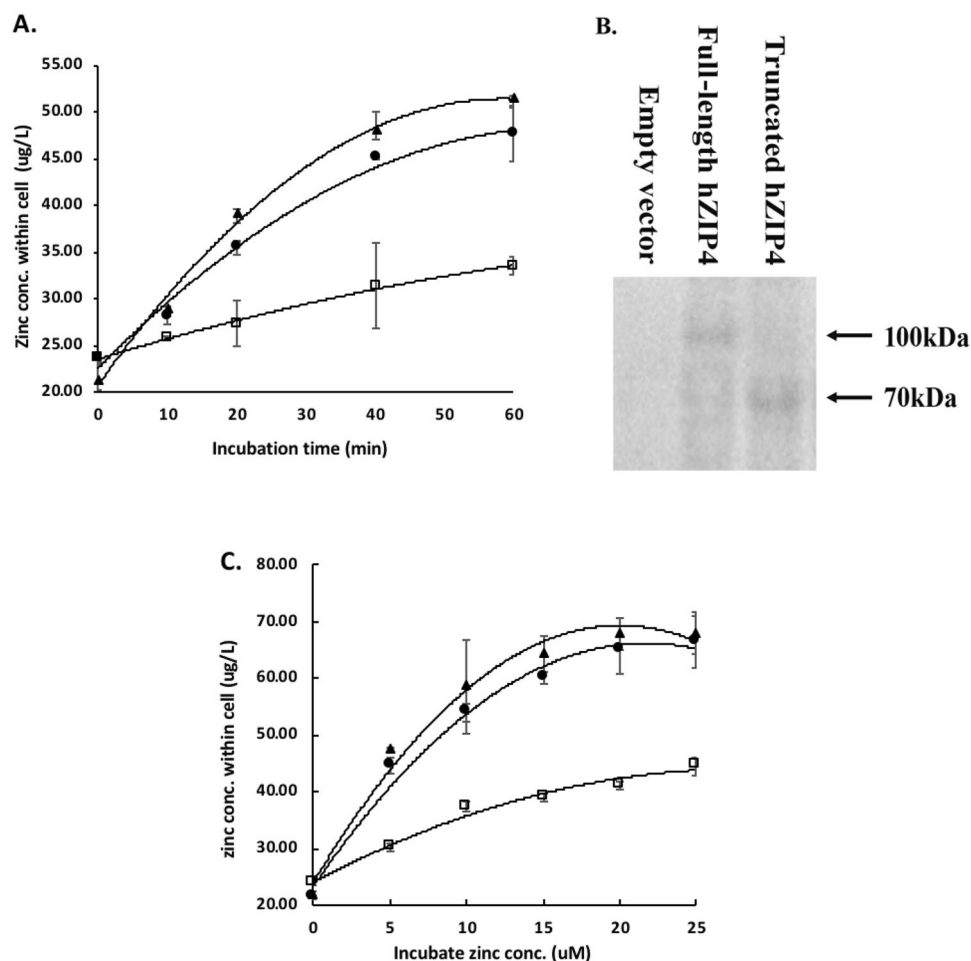 A.
Zinc conc. within cell (ug/L)
55.00
50.00
45.00
40.00
35.00
30.00
25.00
20.00
0
10
20
40
60
Incubation time (min)
B.
Empty vector
Full-length hZIP4
Truncated hZIP4
100kDa
70kDa
C.
zinc conc. within cell (ug/L)
80.00
70.00
60.00
50.00
40.00
30.00
20.00
0
5
10
15
20
25
Incubate zinc conc. (uM)